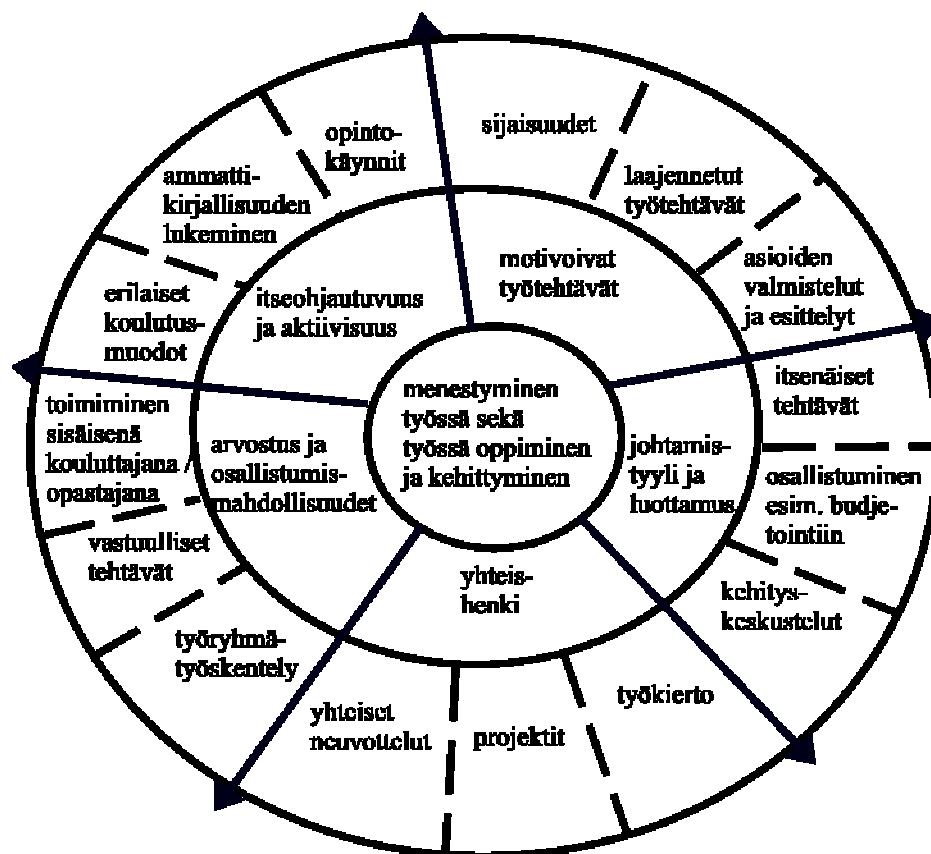 opinto-
käynnit
sijaisuudet
ammatti-
kirjallisuuden
lukeminen
laajennetut
työtehtävät
motivoivat
työtehtävät
asioiden
valmistelut
ja esittelyt
erilaiset
koulutus-
muodot
itseohjautuvuus
ja aktiivisuus
menestyminen
työssä sekä
työssä oppiminen
ja kehittyminen
itsenäiset
tehtävät
toimiminen
sisäisenä
kouluttajana /
opastajana
arvostus ja
osallistumis-
mahdollisuudet
johtamis-
tyyli ja
luottamus
osallistuminen
esim. budje-
tointiin
vastuulliset
tehtävät
yhteis-
henki
kehitys-
keskustelut
työryhmä-
työskentely
yhteiset
neuvottelut
projektit
työkierto